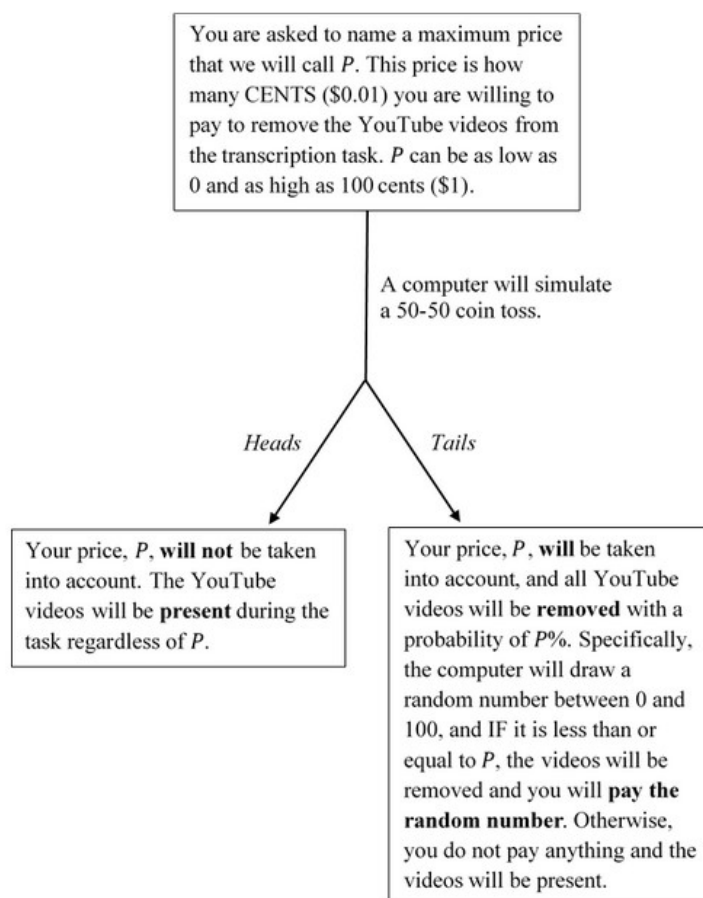 You are asked to name a maximum price
that we will call P. This price is how
many CENTS ($0.01) you are willing to
pay to remove the YouTube videos from
the transcription task. P can be as low as
0 and as high as 100 cents ($1).
A computer will simulate
a 50-50 coin toss.
Heads
Tails
Your price, P, will not be taken
into account. The YouTube
videos will be present during the
task regardless of P.
Your price, P, will be taken
into account, and all YouTube
videos will be removed with a
probability of P%. Specifically,
the computer will draw a
random number between 0 and
100, and IF it is less than or
equal to P, the videos will be
removed and you will pay the
random number. Otherwise,
you do not pay anything and the
videos will be present.